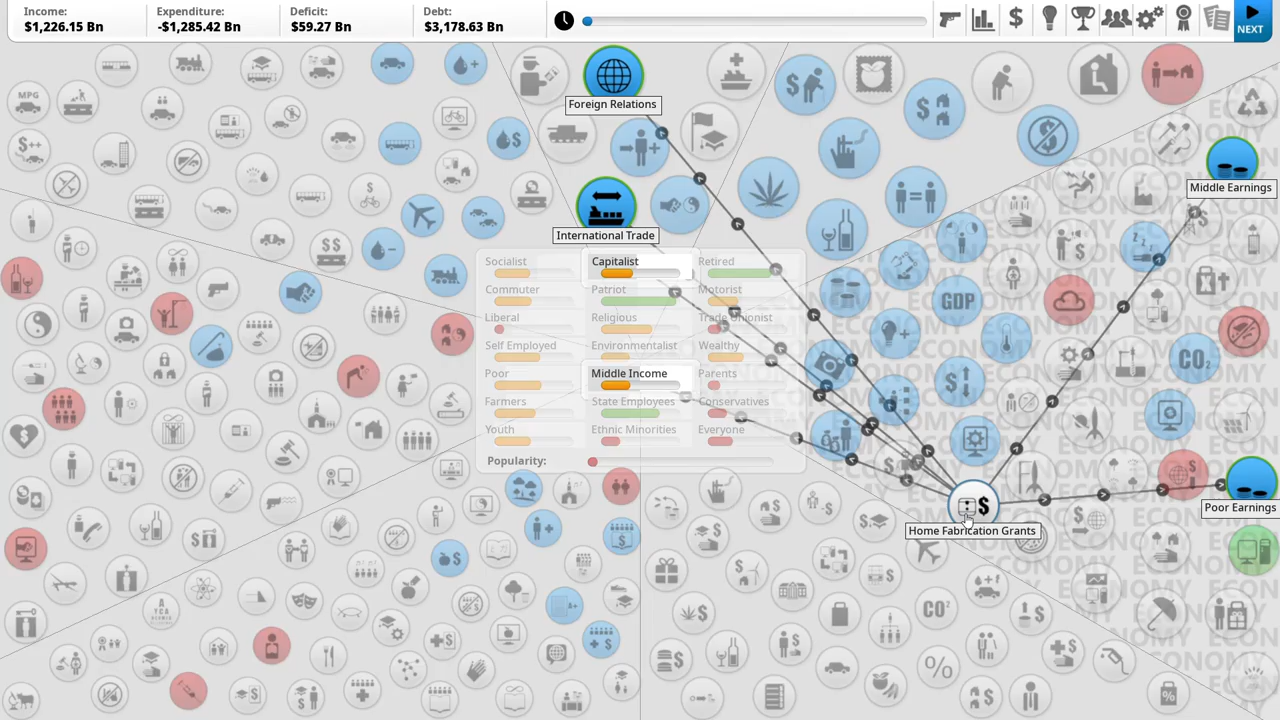 Income:
$1,226.15 Bn
Expenditure:
-$1,285.42 Bn
Deficit:
$59.27 Bn
Debt:
$3,178.63 Bn
NEXT
Foreign Relations
International Trade
Middle Earnings
Poor Earnings
Home Fabrication Grants
Socialist
Capitalist
Retired
Commuter
Patriot
Motorist
Liberal
Religious
Trade Unionist
Self Employed
Environmentalist
Wealthy
Poor
Middle Income
Parents
Farmers
State Employees
Conservatives
Youth
Ethnic Minorities
Everyone
Popularity:
MPG
GDP
CO₂
CO²
ECONOMY